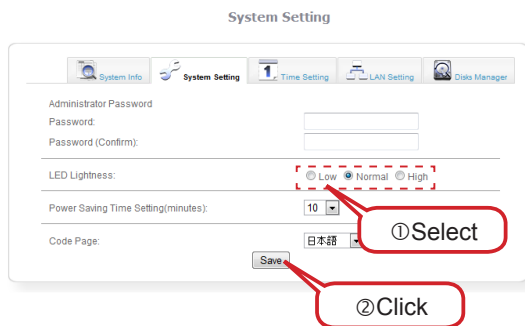 System Setting
System Info System Setting 1 Time Setting LAN Setting Disks Manager
Administrator Password
Password:
Password (Confirm):
LED Lightness: Low Normal High
Power Saving Time Setting(minutes): 10
①Select
Code Page: 日本語
Save
②Click